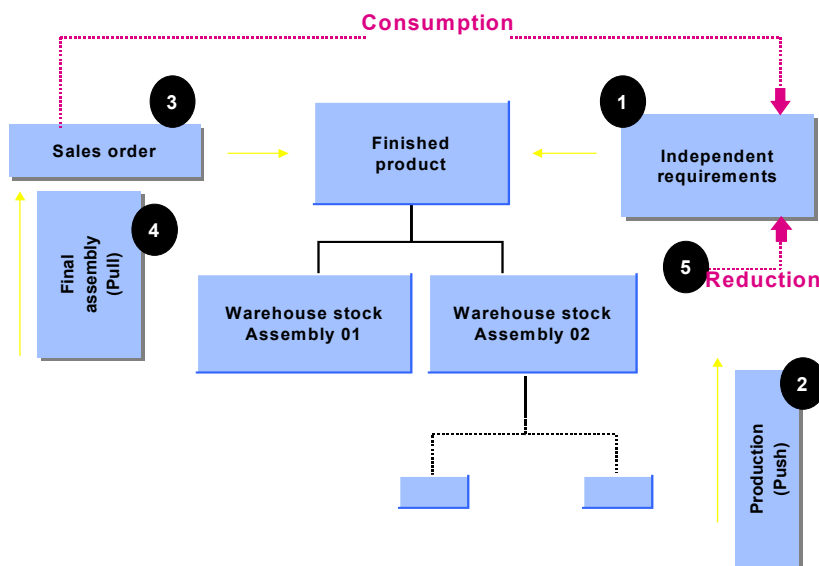 Consumption
3
1
Sales order
Finished
product
Independent
requirements
4
Final
assembly
(Pull)
5
Reduction
Warehouse stock
Assembly 01
Warehouse stock
Assembly 02
2
Production
(Push)